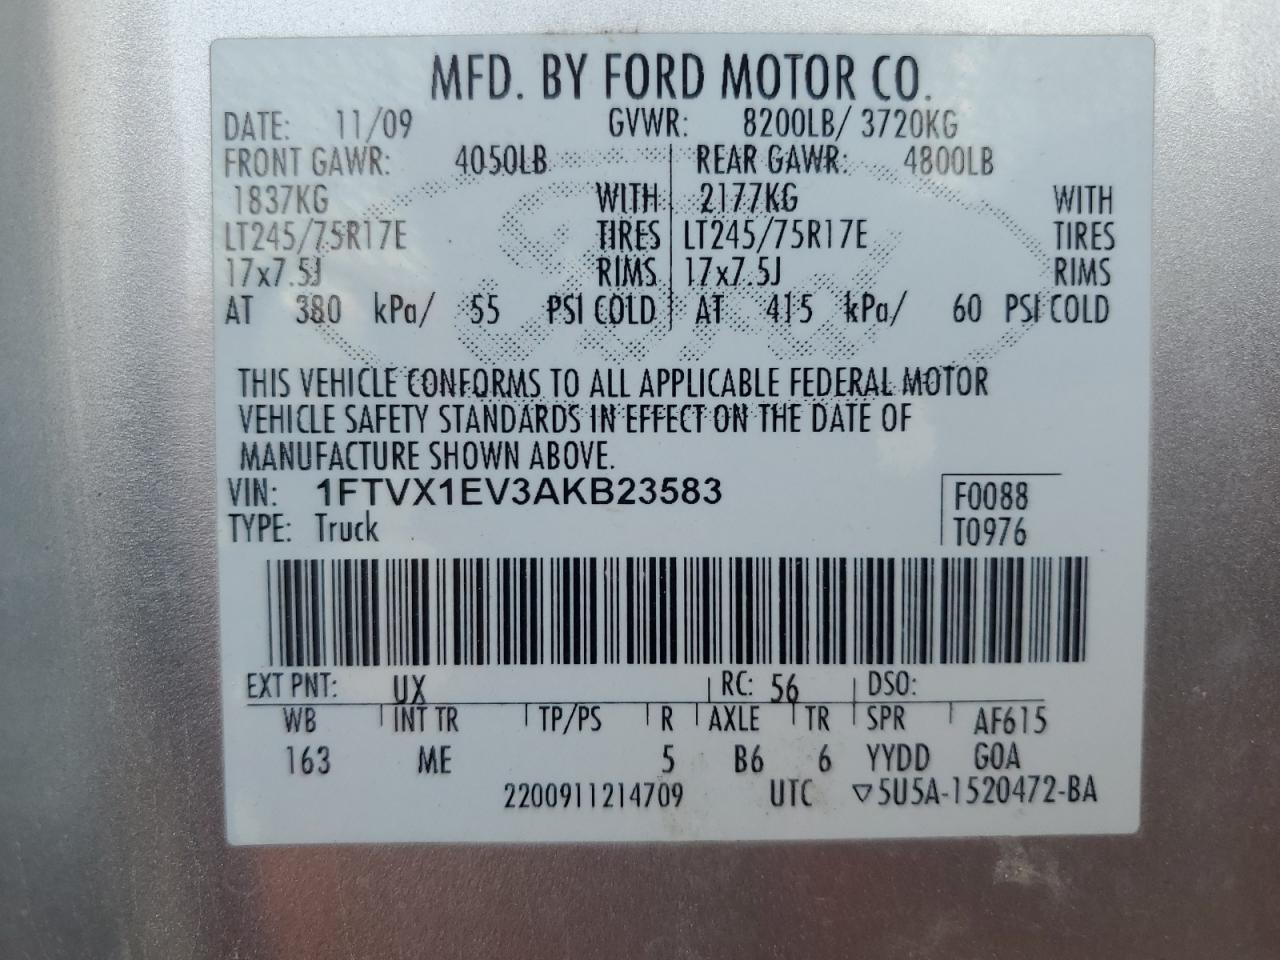 MFD. BY FORD MOTOR CO.
DATE: 11/09 GVWR: 8200LB/ 3720KG
FRONT GAWR: 4050LB REAR GAWR: 4800LB
1837KG WITH 2177KG WITH
LT245/75R17E TIRES LT245/75R17E TIRES
17x7.5J RIMS 17x7.5J RIMS
AT 380 kPa/ 55 PSI COLD AT 415 kPa/ 60 PSI COLD
THIS VEHICLE CONFORMS TO ALL APPLICABLE FEDERAL MOTOR
VEHICLE SAFETY STANDARDS IN EFFECT ON THE DATE OF
MANUFACTURE SHOWN ABOVE.
VIN: 1FTVX1EV3AKB23583 F0088
TYPE: Truck T0976
EXT PNT: UX RC: 56 DSO:
WB INT TR TP/PS R AXLE TR SPR AF615
163 ME 5 B6 6 YYDD GOA
2200911214709 UTC ▽5U5A-1520472-BA